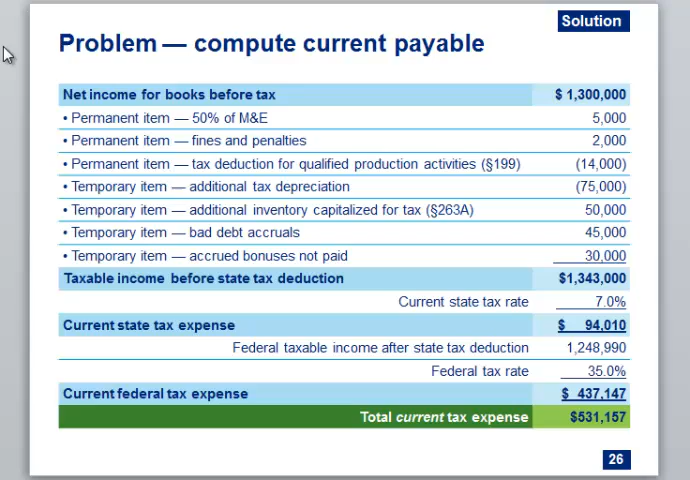 Solution
Problem — compute current payable
Net income for books before tax $ 1,300,000
• Permanent item — 50% of M&E 5,000
• Permanent item — fines and penalties 2,000
• Permanent item — tax deduction for qualified production activities (§199) (14,000)
• Temporary item — additional tax depreciation (75,000)
• Temporary item — additional inventory capitalized for tax (§263A) 50,000
• Temporary item — bad debt accruals 45,000
• Temporary item — accrued bonuses not paid 30,000
Taxable income before state tax deduction $1,343,000
Current state tax rate 7.0%
Current state tax expense $ 94,010
Federal taxable income after state tax deduction 1,248,990
Federal tax rate 35.0%
Current federal tax expense $ 437,147
Total current tax expense $531,157
26